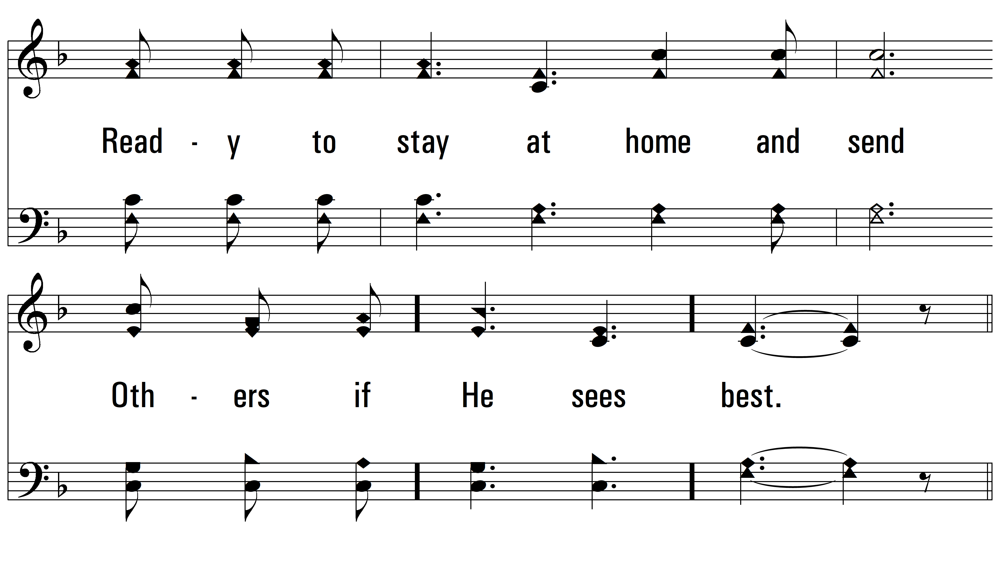 Read - y to stay at home and send
Oth - ers if He sees best.